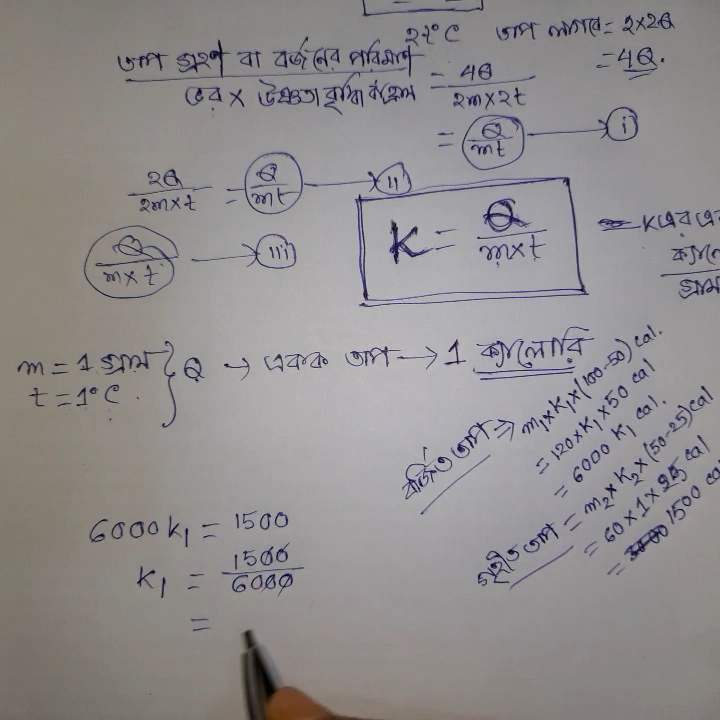 2t°C তাপ লাগবে = 2×2Q
= 4Q.
তাপ গ্রহণ বা বর্জনের পরিমাণ
ভর × উষ্ণতা বৃদ্ধি বা হ্রাস
= 4Q / 2m×2t
= Q / mt → i
2Q / 2m×t = Q / mt → ii
Q / m×t → iii
K = Q / m×t
K এর
গ্রাম
m = 1 গ্রাম } Q → একক তাপ → 1 ক্যালোরি
t = 1°C.
বর্জিত তাপ ⇒ m₁×K₁×(100-50) cal.
= 120×K₁×50 cal
= 6000 K₁ cal.
গৃহীত তাপ = m₂×K₂×(50-25) cal
= 60×1×25 cal
= 1500 cal
6000K₁ = 1500
K₁ = 1500 / 6000
=